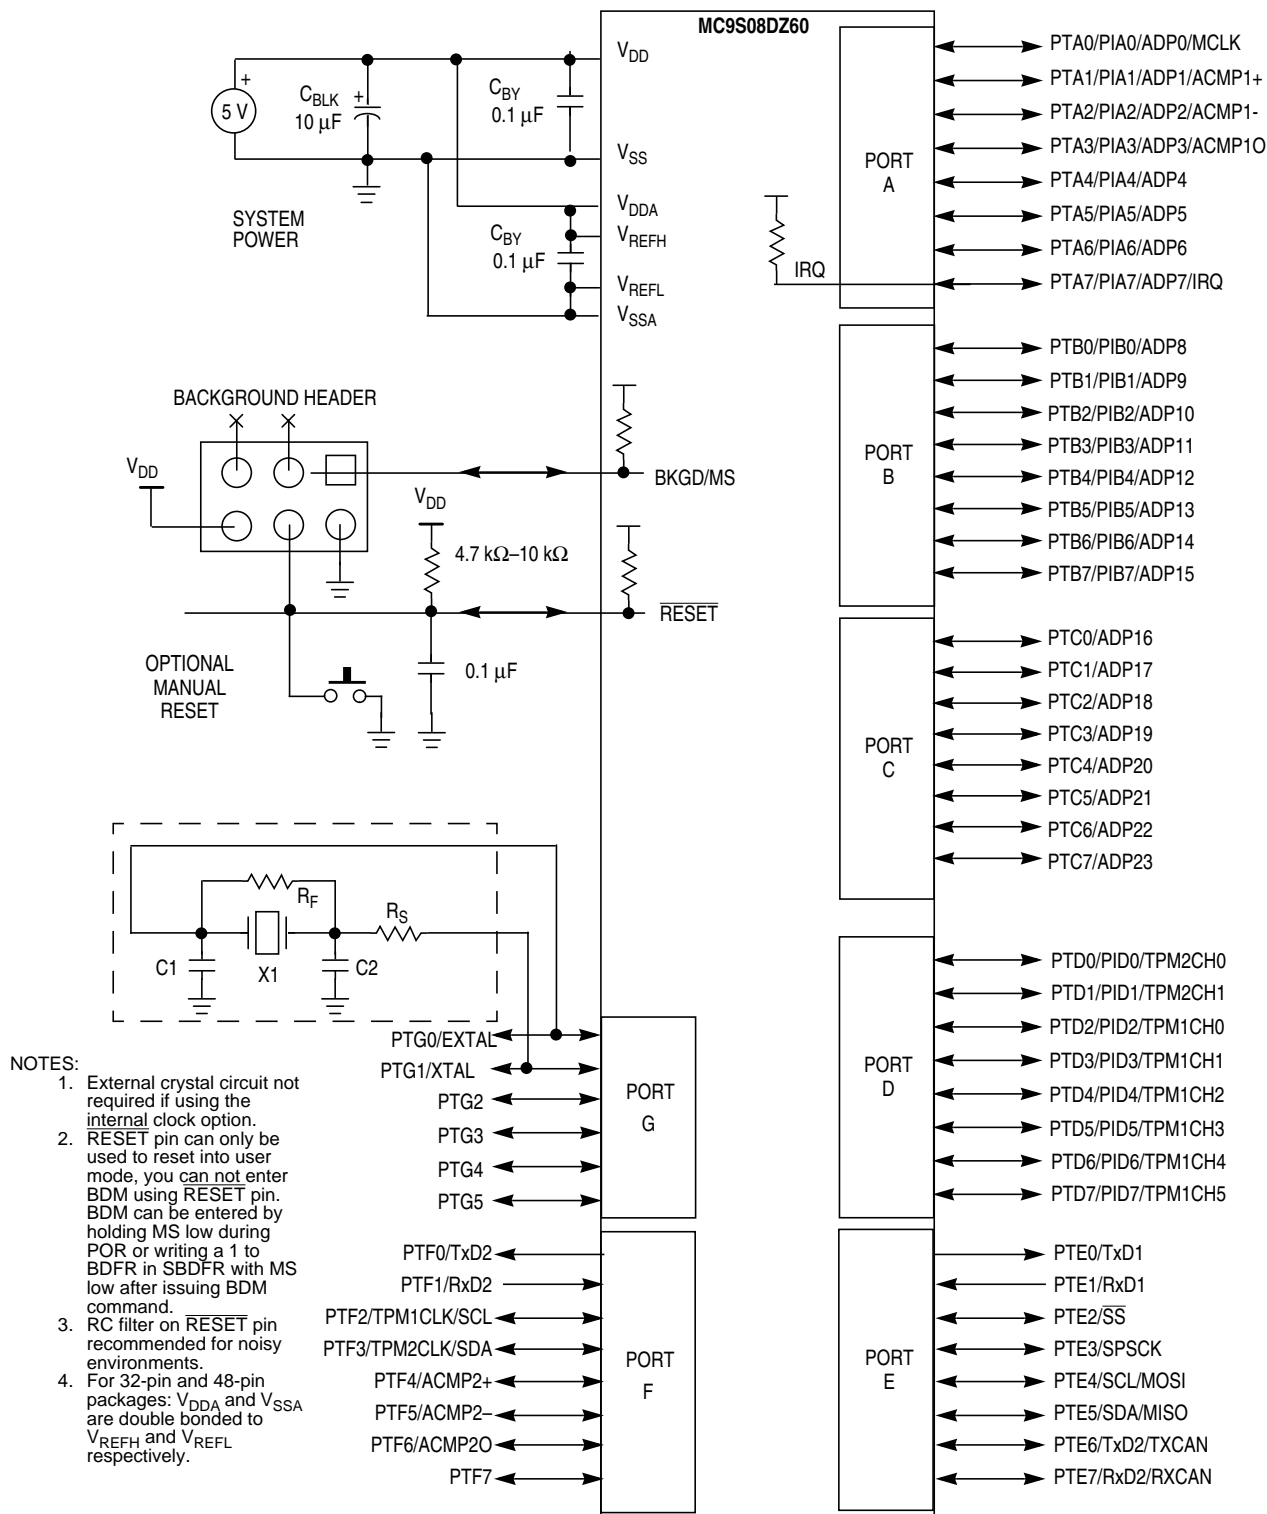 MC9S08DZ60
VDD
CBLK
10 µF
+
+
5 V
CBY
0.1 µF
VSS
SYSTEM
POWER
VDDA
VREFH
CBY
0.1 µF
VREFL
VSSA
BACKGROUND HEADER
VDD
BKGD/MS
VDD
4.7 kΩ–10 kΩ
RESET
OPTIONAL
MANUAL
RESET
0.1 µF
RF
RS
C1
X1
C2
IRQ
PORT
A
PTA0/PIA0/ADP0/MCLK
PTA1/PIA1/ADP1/ACMP1+
PTA2/PIA2/ADP2/ACMP1-
PTA3/PIA3/ADP3/ACMP1O
PTA4/PIA4/ADP4
PTA5/PIA5/ADP5
PTA6/PIA6/ADP6
PTA7/PIA7/ADP7/IRQ
PORT
B
PTB0/PIB0/ADP8
PTB1/PIB1/ADP9
PTB2/PIB2/ADP10
PTB3/PIB3/ADP11
PTB4/PIB4/ADP12
PTB5/PIB5/ADP13
PTB6/PIB6/ADP14
PTB7/PIB7/ADP15
PORT
C
PTC0/ADP16
PTC1/ADP17
PTC2/ADP18
PTC3/ADP19
PTC4/ADP20
PTC5/ADP21
PTC6/ADP22
PTC7/ADP23
PORT
D
PTD0/PID0/TPM2CH0
PTD1/PID1/TPM2CH1
PTD2/PID2/TPM1CH0
PTD3/PID3/TPM1CH1
PTD4/PID4/TPM1CH2
PTD5/PID5/TPM1CH3
PTD6/PID6/TPM1CH4
PTD7/PID7/TPM1CH5
PORT
E
PTE0/TxD1
PTE1/RxD1
PTE2/SS
PTE3/SPSCK
PTE4/SCL/MOSI
PTE5/SDA/MISO
PTE6/TxD2/TXCAN
PTE7/RxD2/RXCAN
PTG0/EXTAL
PTG1/XTAL
PTG2
PTG3
PTG4
PTG5
PORT
G
PTF0/TxD2
PTF1/RxD2
PTF2/TPM1CLK/SCL
PTF3/TPM2CLK/SDA
PTF4/ACMP2+
PTF5/ACMP2–
PTF6/ACMP2O
PTF7
PORT
F
NOTES:
1. External crystal circuit not
required if using the
internal clock option.
2. RESET pin can only be
used to reset into user
mode, you can not enter
BDM using RESET pin.
BDM can be entered by
holding MS low during
POR or writing a 1 to
BDFR in SBDFR with MS
low after issuing BDM
command.
3. RC filter on RESET pin
recommended for noisy
environments.
4. For 32-pin and 48-pin
packages: VDDA and VSSA
are double bonded to
VREFH and VREFL
respectively.